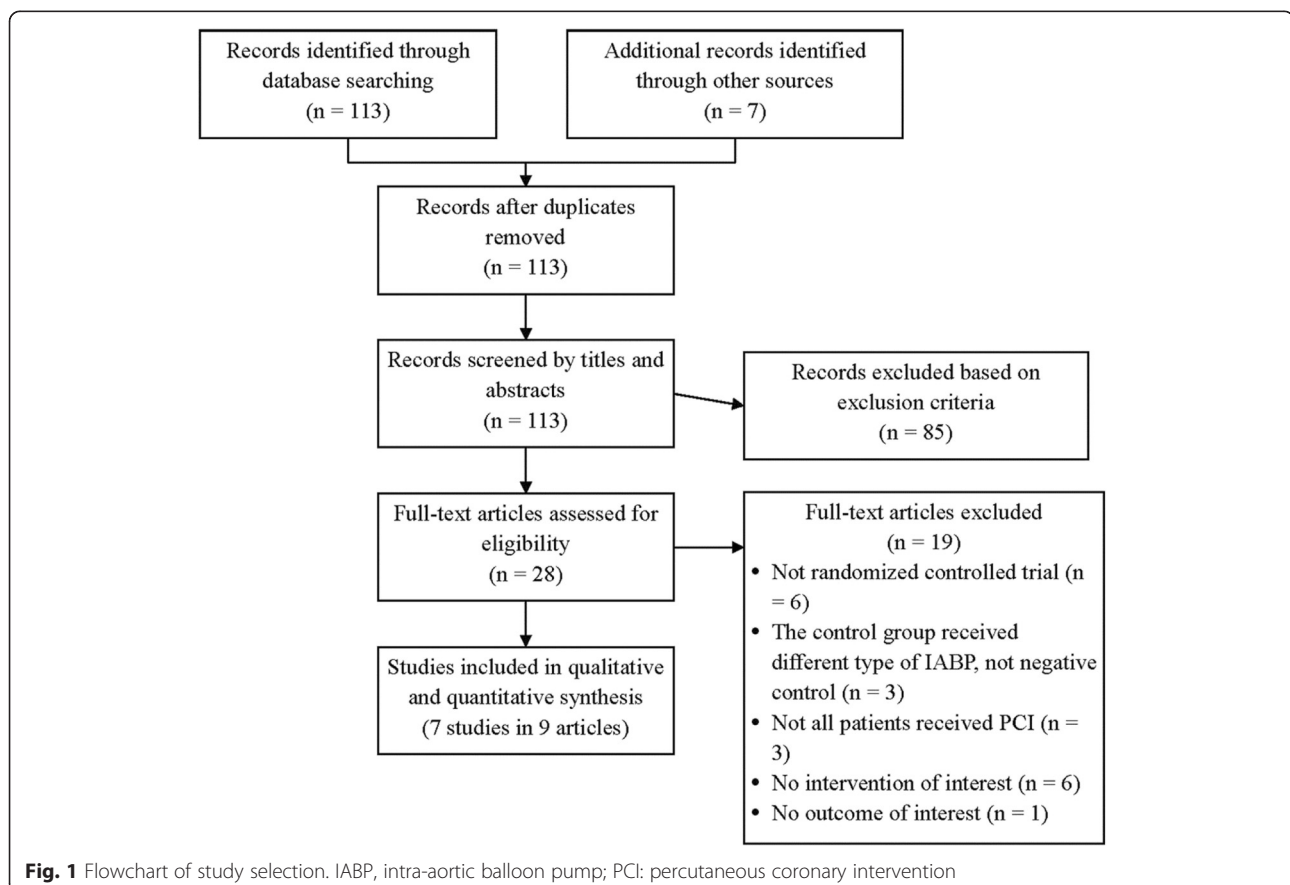 Records identified through
database searching
(n = 113)
Additional records identified
through other sources
(n = 7)
Records after duplicates
removed
(n = 113)
Records screened by titles and
abstracts
(n = 113)
Records excluded based on
exclusion criteria
(n = 85)
Full-text articles assessed for
eligibility
(n = 28)
Full-text articles excluded
(n = 19)
• Not randomized controlled trial (n
= 6)
• The control group received
different type of IABP, not negative
control (n = 3)
• Not all patients received PCI (n =
3)
• No intervention of interest (n = 6)
• No outcome of interest (n = 1)
Studies included in qualitative
and quantitative synthesis
(7 studies in 9 articles)
Fig. 1 Flowchart of study selection. IABP, intra-aortic balloon pump; PCI: percutaneous coronary intervention